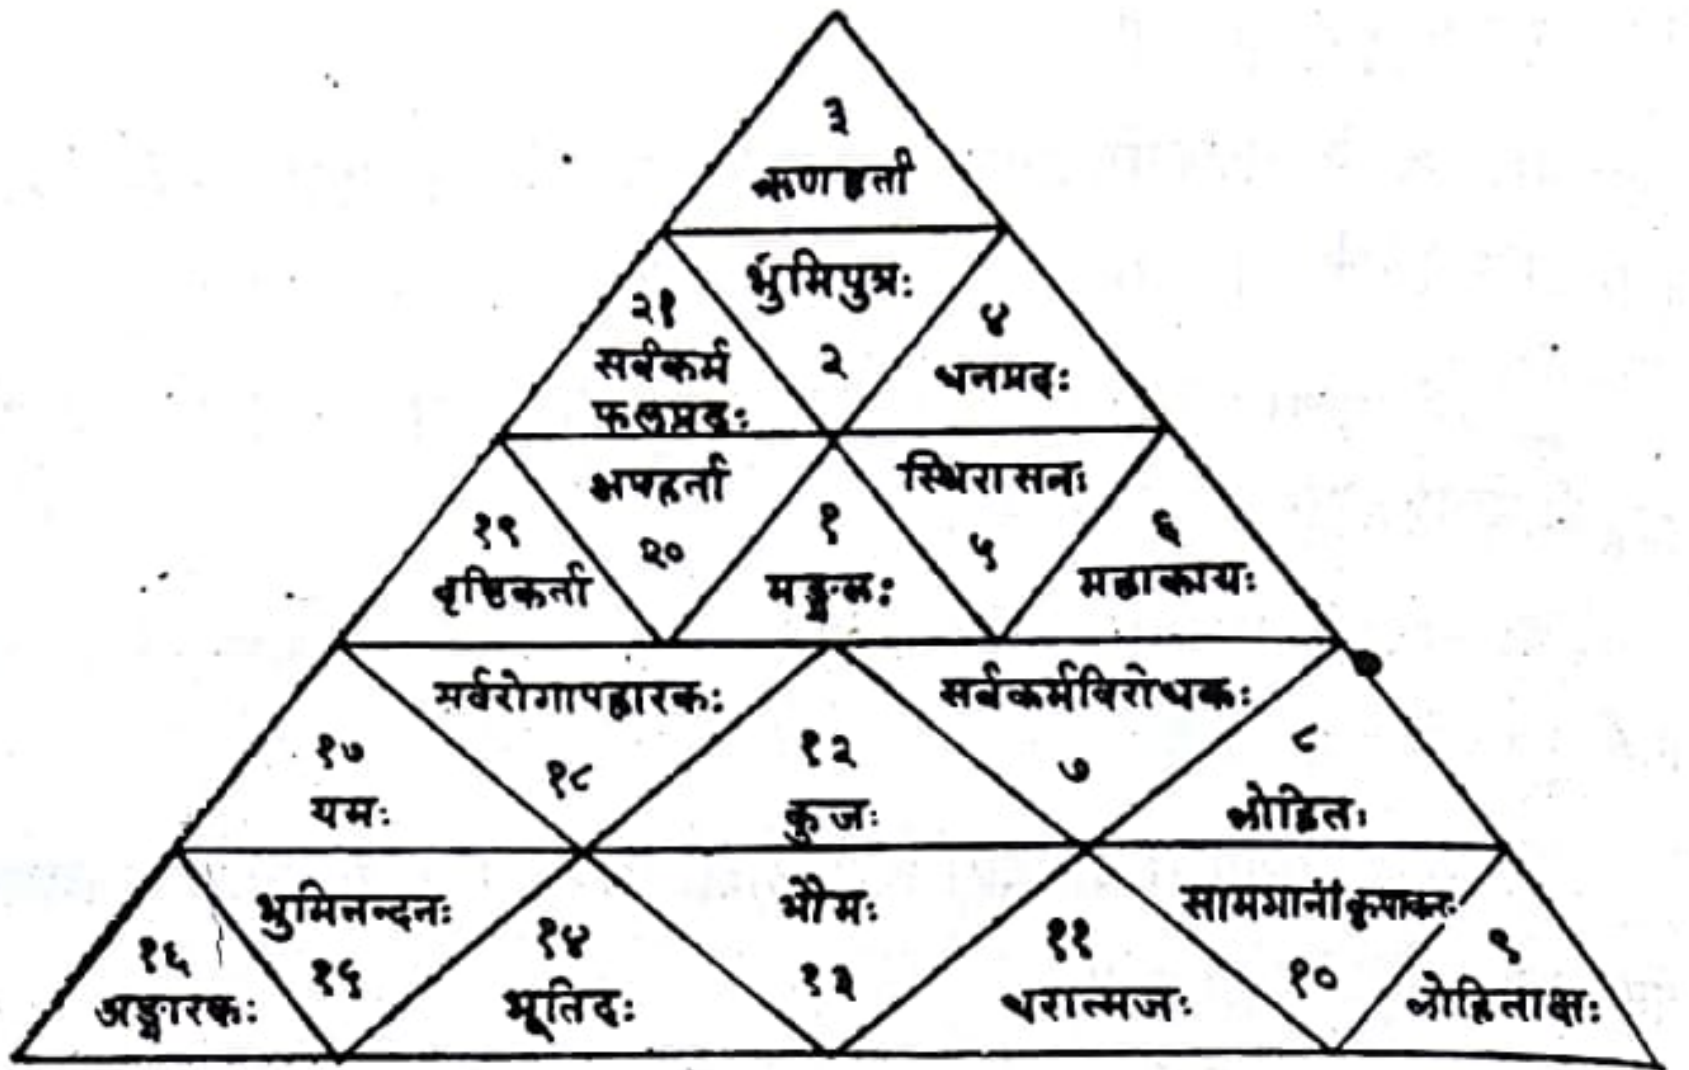 ३
ऋणहर्ता
भुमिपुत्रः
२१
२
४
सर्वकर्म
फलप्रदः
धनप्रदः
अपहर्ता
स्थिरासनः
१९
२०
१
५
६
वृष्टिकर्ता
मङ्गलः
महाकायः
सर्वरोगापहारकः
सर्वकर्मविरोधकः
१७
१८
१२
७
८
यमः
कुजः
लोहितः
भुमिनन्दनः
भौमः
सामगानां कृपाकरः
१६
१५
१४
१३
११
१०
९
अङ्गारकः
भूतिदः
धरात्मजः
लोहिताक्षः